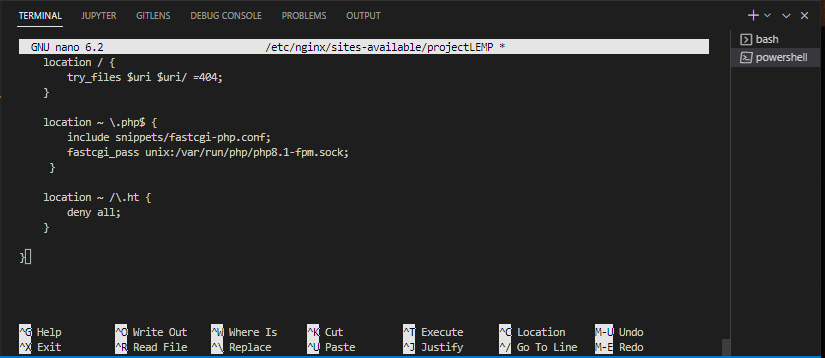 TERMINAL JUPYTER GITLENS DEBUG CONSOLE PROBLEMS OUTPUT
bash
powershell
GNU nano 6.2 /etc/nginx/sites-available/projectLEMP *
location / {
try_files $uri $uri/ =404;
}
location ~ \.php$ {
include snippets/fastcgi-php.conf;
fastcgi_pass unix:/var/run/php/php8.1-fpm.sock;
}
location ~ /\.ht {
deny all;
}
}
^G Help ^O Write Out ^W Where Is ^K Cut ^T Execute ^C Location M-U Undo
^X Exit ^R Read File ^\ Replace ^U Paste ^J Justify ^/ Go To Line M-E Redo